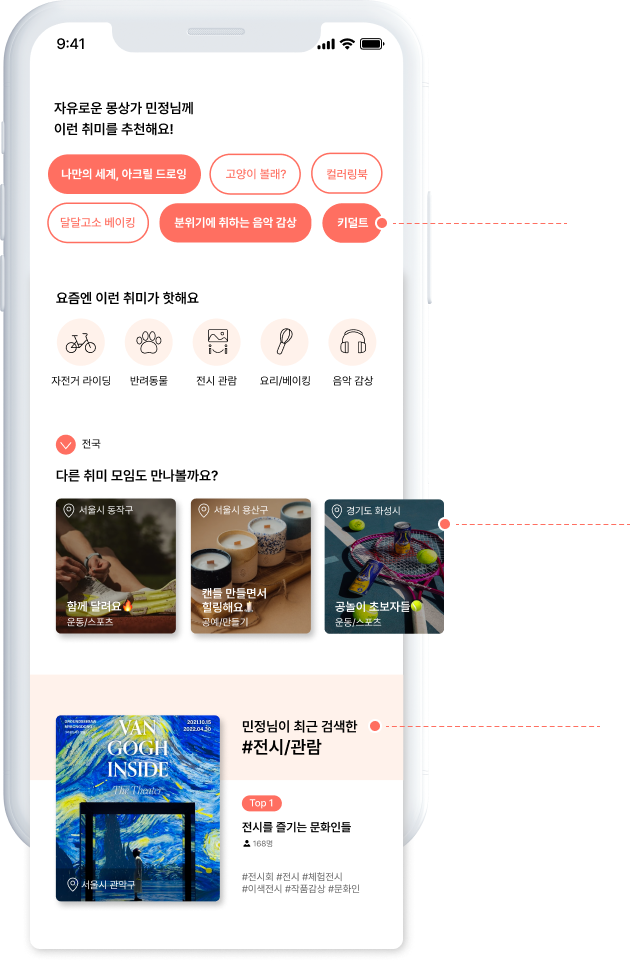 9:41
자유로운 몽상가 민정님께
이런 취미를 추천해요!
나만의 세계, 아크릴 드로잉
고양이 볼래?
컬러링북
달달고소 베이킹
분위기에 취하는 음악 감상
키덜트
요즘엔 이런 취미가 핫해요
자전거 라이딩
반려동물
전시 관람
요리/베이킹
음악 감상
전국
다른 취미 모임도 만나볼까요?
서울시 동작구
함께 달려요🔥
운동/스포츠
서울시 용산구
캔들 만들면서
힐링해요
공예/만들기
경기도 화성시
공놀이 초보자들🎾
운동/스포츠
2021.10.15
2022.04.30
VAN
GOGH
INSIDE
The Theater
서울시 관막구
민정님이 최근 검색한
#전시/관람
Top 1
전시를 즐기는 문화인들
168명
#전시회 #전시 #체험전시
#이색전시 #작품감상 #문화인